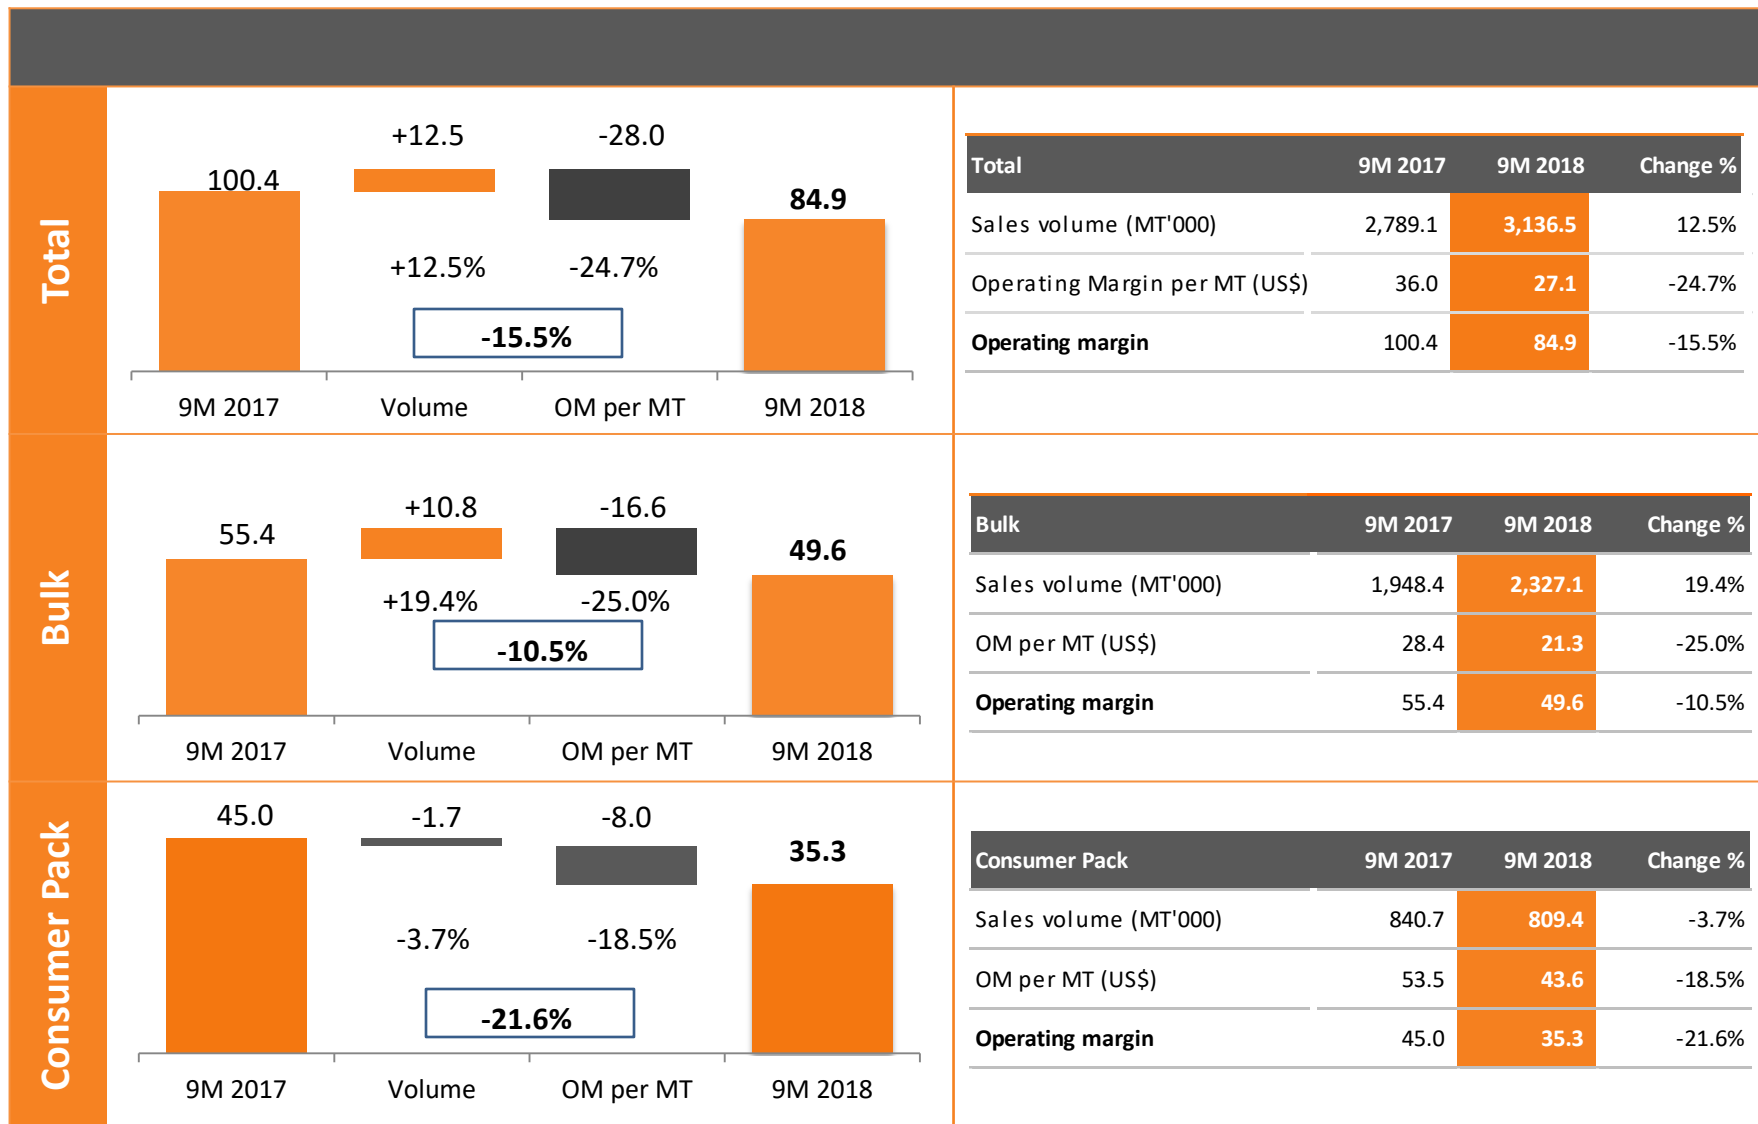 Total
+12.5 -28.0
100.4
84.9
+12.5% -24.7%
-15.5%
9M 2017 Volume OM per MT 9M 2018
Total 9M 2017 9M 2018 Change %
Sales volume (MT'000) 2,789.1 3,136.5 12.5%
Operating Margin per MT (US$) 36.0 27.1 -24.7%
Operating margin 100.4 84.9 -15.5%
Bulk
+10.8 -16.6
55.4
49.6
+19.4% -25.0%
-10.5%
9M 2017 Volume OM per MT 9M 2018
Bulk 9M 2017 9M 2018 Change %
Sales volume (MT'000) 1,948.4 2,327.1 19.4%
OM per MT (US$) 28.4 21.3 -25.0%
Operating margin 55.4 49.6 -10.5%
Consumer Pack
45.0 -1.7 -8.0
35.3
-3.7% -18.5%
-21.6%
9M 2017 Volume OM per MT 9M 2018
Consumer Pack 9M 2017 9M 2018 Change %
Sales volume (MT'000) 840.7 809.4 -3.7%
OM per MT (US$) 53.5 43.6 -18.5%
Operating margin 45.0 35.3 -21.6%